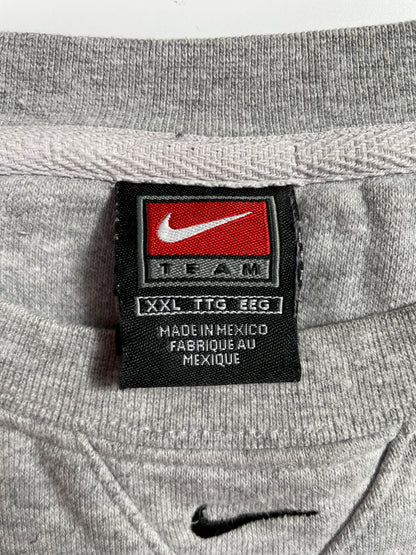 TEAM
XXL TTG EEG
MADE IN MEXICO
FABRIQUE AU
MEXIQUE